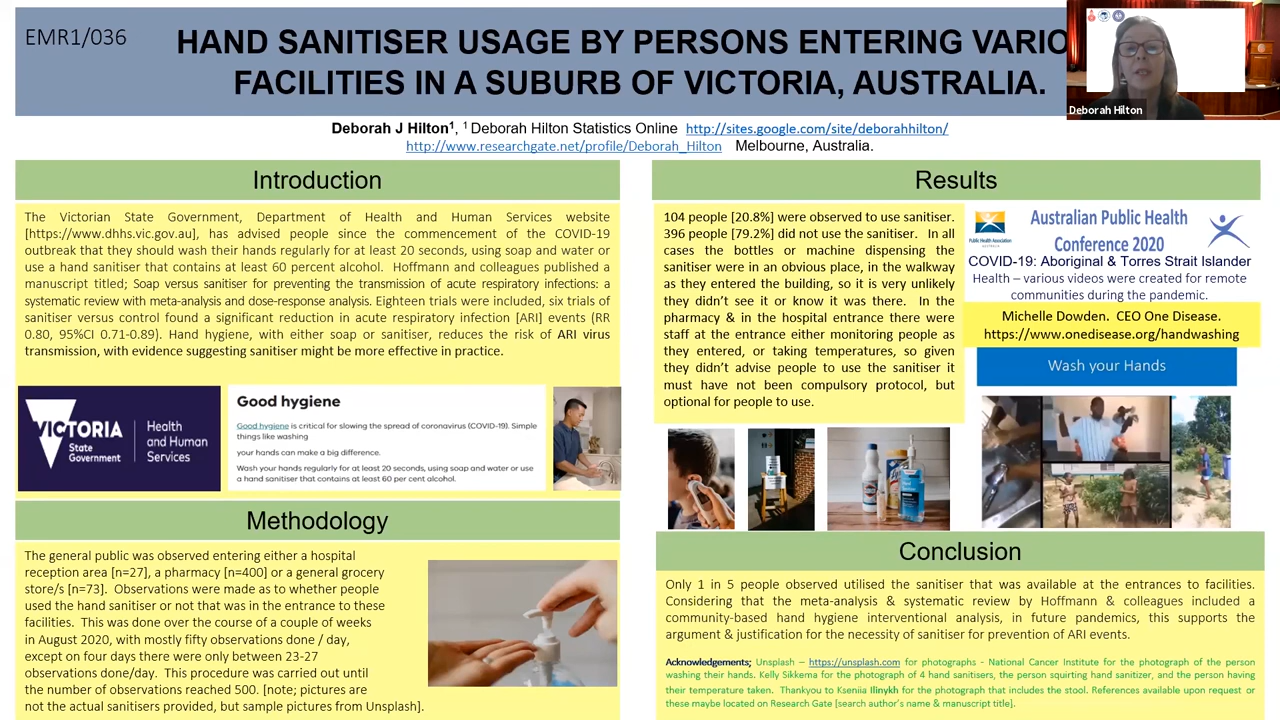 EMR1/036
HAND SANITISER USAGE BY PERSONS ENTERING VARIO
FACILITIES IN A SUBURB OF VICTORIA, AUSTRALIA.
Deborah Hilton
Deborah J Hilton¹, ¹ Deborah Hilton Statistics Online http://sites.google.com/site/deborahhilton/
http://www.researchgate.net/profile/Deborah_Hilton Melbourne, Australia.
Introduction
The Victorian State Government, Department of Health and Human Services website
[https://www.dhhs.vic.gov.au], has advised people since the commencement of the COVID-19
outbreak that they should wash their hands regularly for at least 20 seconds, using soap and water or
use a hand sanitiser that contains at least 60 percent alcohol. Hoffmann and colleagues published a
manuscript titled; Soap versus sanitiser for preventing the transmission of acute respiratory infections: a
systematic review with meta-analysis and dose-response analysis. Eighteen trials were included, six trials of
sanitiser versus control found a significant reduction in acute respiratory infection [ARI] events (RR
0.80, 95%CI 0.71-0.89}. Hand hygiene, with either soap or sanitiser, reduces the risk of ARI virus
transmission, with evidence suggesting sanitiser might be more effective in practice.
VICTORIA
State
Government
Health
and Human
Services
Good hygiene
Good hygiene is critical for slowing the spread of coronavirus (COVID-19). Simple
things like washing
your hands can make a big difference.
Wash your hands regularly for at least 20 seconds, using soap and water or use
a hand sanitiser that contains at least 60 per cent alcohol.
Methodology
The general public was observed entering either a hospital
reception area [n=27], a pharmacy [n=400] or a general grocery
store/s [n=73]. Observations were made as to whether people
used the hand sanitiser or not that was in the entrance to these
facilities. This was done over the course of a couple of weeks
in August 2020, with mostly fifty observations done / day,
except on four days there were only between 23-27
observations done/day. This procedure was carried out until
the number of observations reached 500. [note; pictures are
not the actual sanitisers provided, but sample pictures from Unsplash].
Results
104 people [20.8%] were observed to use sanitiser.
396 people [79.2%] did not use the sanitiser. In all
cases the bottles or machine dispensing the
sanitiser were in an obvious place, in the walkway
as they entered the building, so it is very unlikely
they didn't see it or know it was there. In the
pharmacy & in the hospital entrance there were
staff at the entrance either monitoring people as
they entered, or taking temperatures, so given
they didn't advise people to use the sanitiser it
must have not been compulsory protocol, but
optional for people to use.
Public Health Association
Australian Public Health
Conference 2020
COVID-19: Aboriginal & Torres Strait Islander
Health – various videos were created for remote
communities during the pandemic.
Michelle Dowden. CEO One Disease.
https://www.onedisease.org/handwashing
Wash your Hands
Conclusion
Only 1 in 5 people observed utilised the sanitiser that was available at the entrances to facilities.
Considering that the meta-analysis & systematic review by Hoffmann & colleagues included a
community-based hand hygiene interventional analysis, in future pandemics, this supports the
argument & justification for the necessity of sanitiser for prevention of ARI events.
Acknowledgements; Unsplash – https://unsplash.com for photographs - National Cancer Institute for the photograph of the person
washing their hands. Kelly Sikkema for the photograph of 4 hand sanitisers, the person squirting hand sanitizer, and the person having
their temperature taken. Thankyou to Kseniia Ilinykh for the photograph that includes the stool. References available upon request or
these maybe located on Research Gate [search author's name & manuscript title].